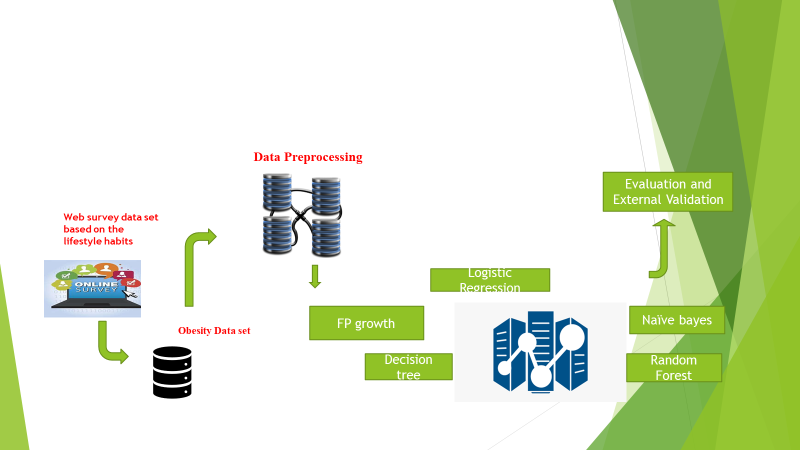 Data Preprocessing
Evaluation and
External Validation
Web survey data set
based on the
lifestyle habits
ONLINE
SURVEY
Logistic
Regression
FP growth
Naïve bayes
Obesity Data set
Decision
tree
Random
Forest